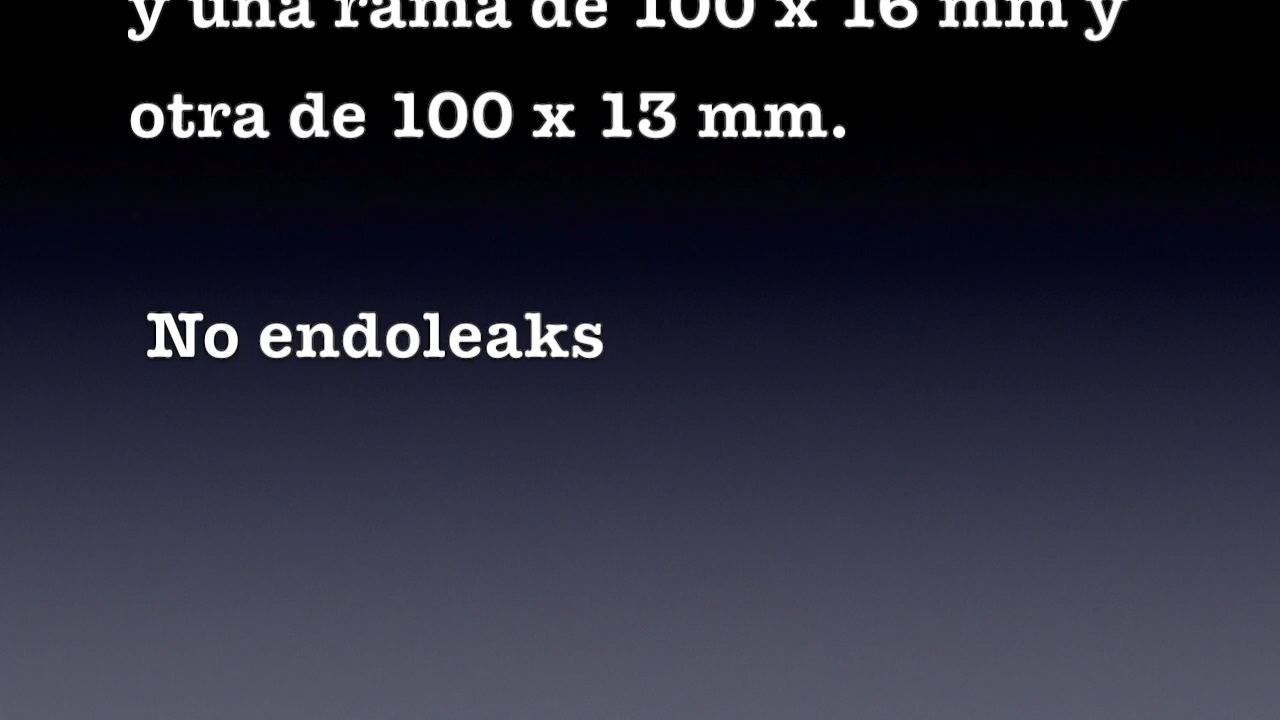 y una rama de 100 x 16 mm y
otra de 100 x 13 mm.
No endoleaks